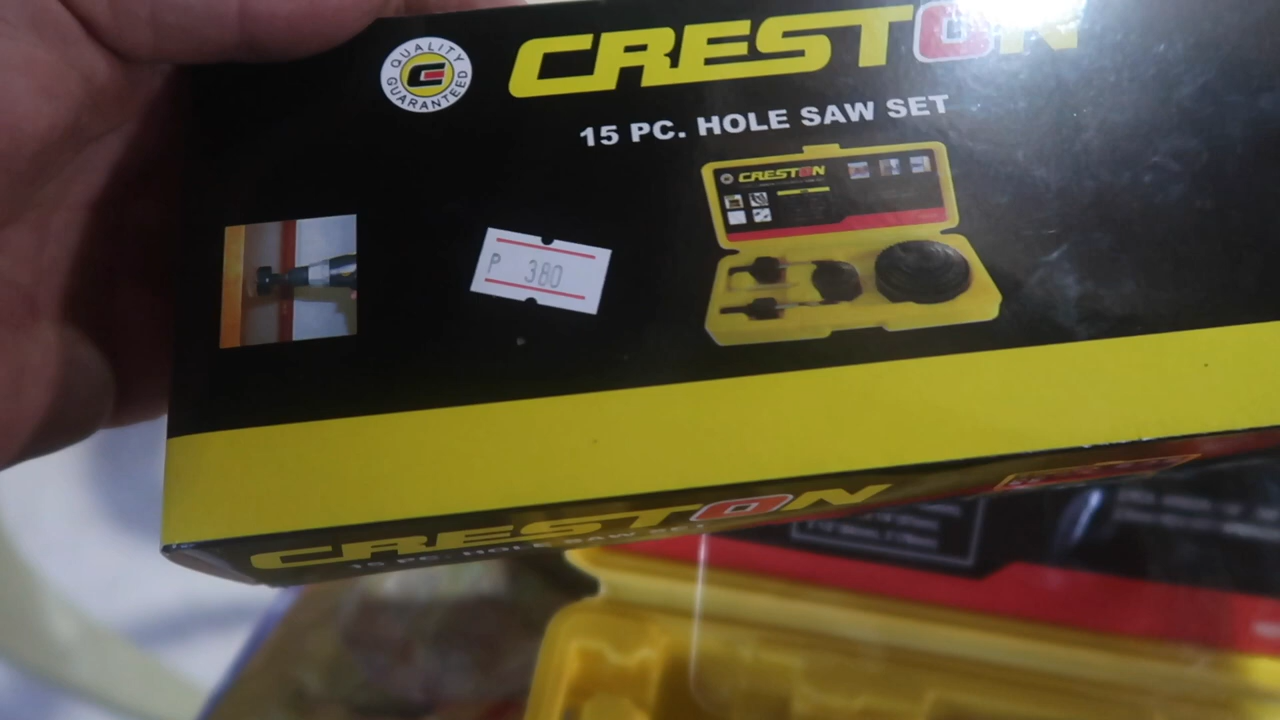 QUALITY
GUARANTEED
CRESTON
15 PC. HOLE SAW SET
CRESTON
P 380
CRESTON
15 PC. HOLE SAW SET